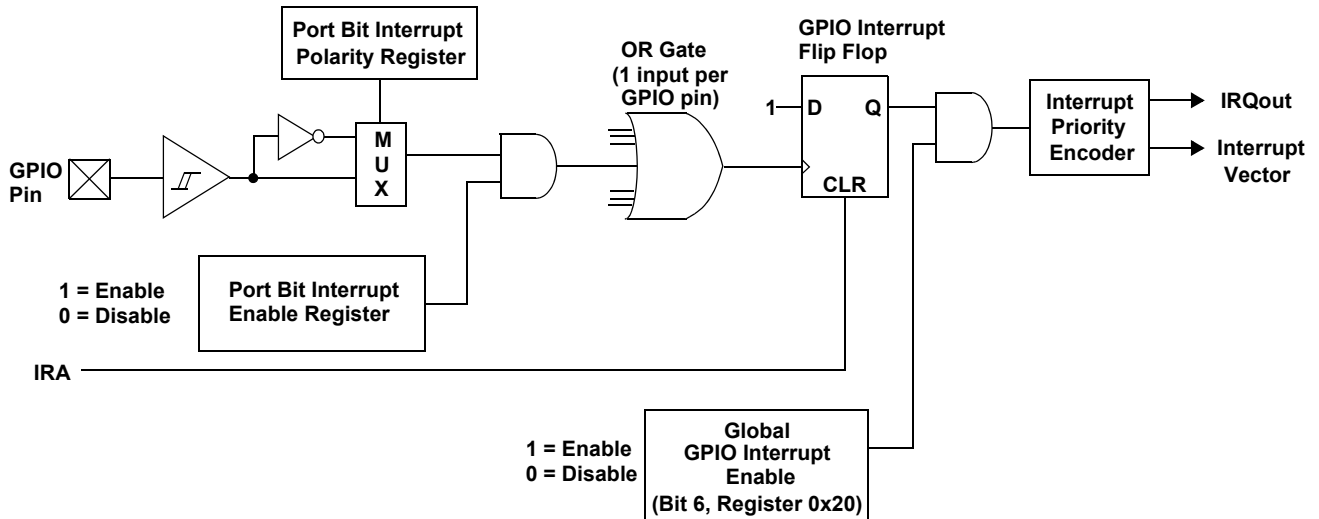 Port Bit Interrupt
Polarity Register
OR Gate
(1 input per
GPIO pin)
GPIO Interrupt
Flip Flop
M
U
X
GPIO
Pin
1
D
Q
CLR
Interrupt
Priority
Encoder
IRQout
Interrupt
Vector
1 = Enable
0 = Disable
Port Bit Interrupt
Enable Register
IRA
1 = Enable
0 = Disable
Global
GPIO Interrupt
Enable
(Bit 6, Register 0x20)